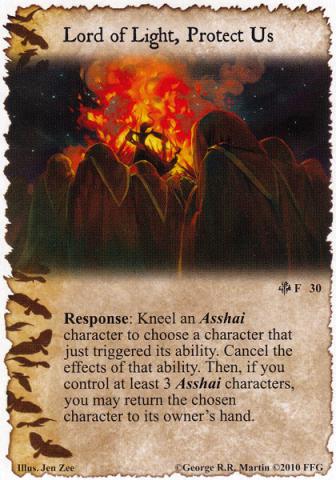 Lord of Light, Protect Us
F 30
Response: Kneel an Asshai
character to choose a character that
just triggered its ability. Cancel the
effects of that ability. Then, if you
control at least 3 Asshai characters,
you may return the chosen
character to its owner's hand.
Illus. Jen Zee ©George R.R. Martin ©2010 FFG